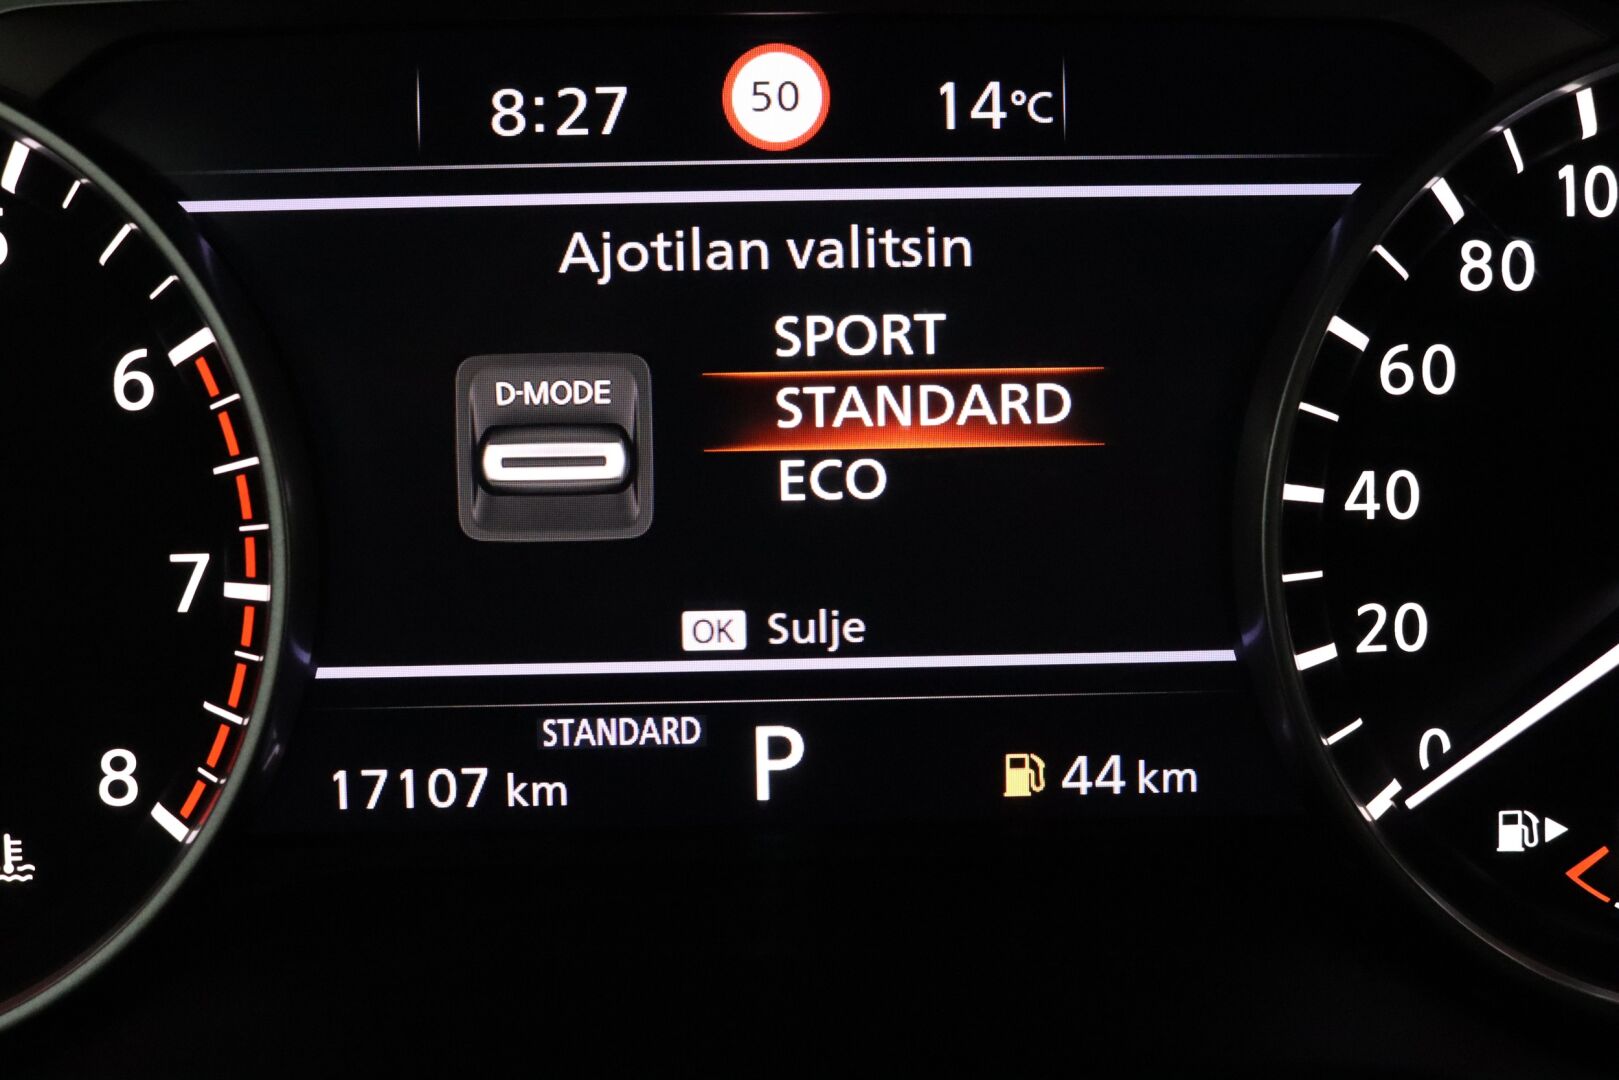 8:27 50 14°C
Ajotilan valitsin
D-MODE
SPORT
STANDARD
ECO
OK Sulje
STANDARD
P
17107 km
44 km
6
7
8
80
60
40
20
0